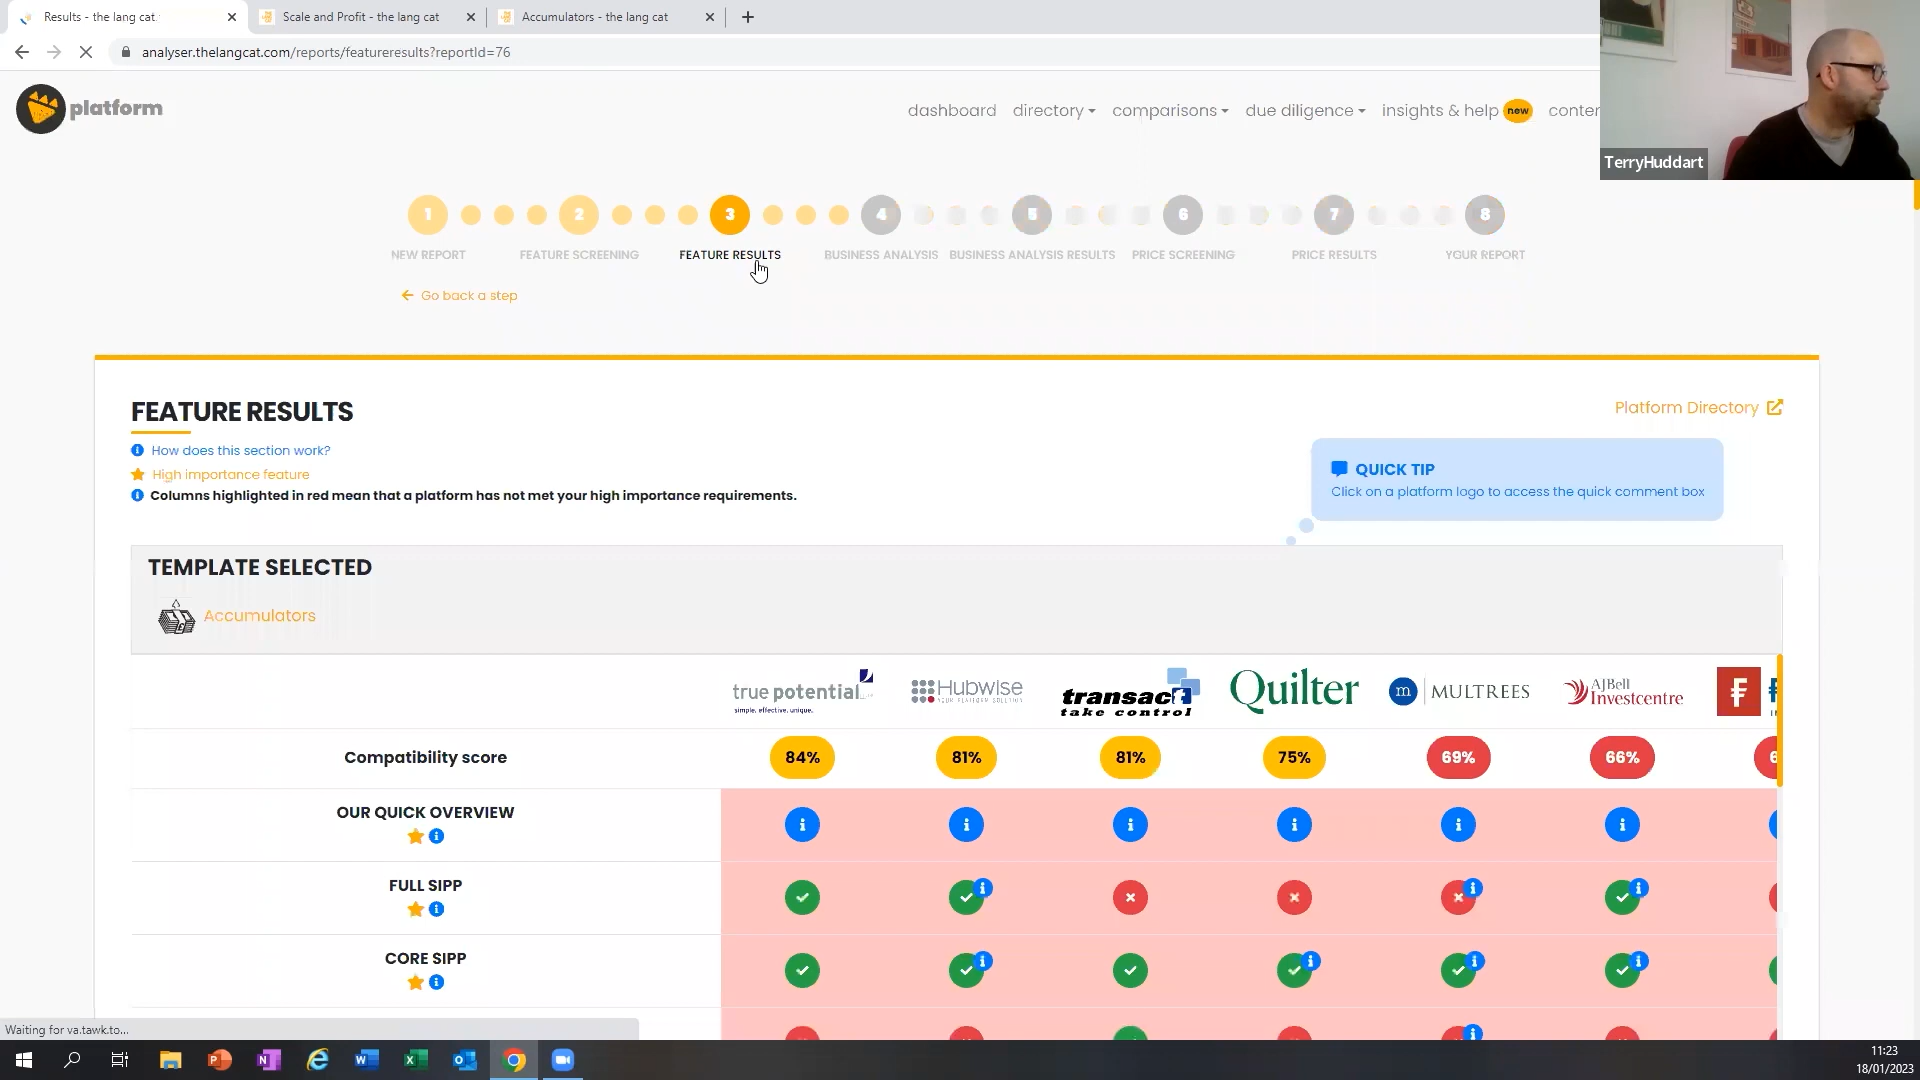 Results - the lang cat.
Scale and Profit - the lang cat
Accumulators - the lang cat
analyser.thelangcat.com/reports/featureresults?reportId=76
platform
dashboard directory comparisons due diligence insights & help new
TerryHuddart
1 2 3 4 5 6 7 8
NEW REPORT FEATURE SCREENING FEATURE RESULTS BUSINESS ANALYSIS BUSINESS ANALYSIS RESULTS PRICE SCREENING PRICE RESULTS YOUR REPORT
Go back a step
FEATURE RESULTS
Platform Directory
How does this section work?
High importance feature
Columns highlighted in red mean that a platform has not met your high importance requirements.
QUICK TIP
Click on a platform logo to access the quick comment box
TEMPLATE SELECTED
Accumulators
true potential
simple. effective. unique.
Hubwise
YOUR PLATFORM SOLUTION
transact
take control
Quilter
m MULTREES
AJBell
Investcentre
Compatibility score 84% 81% 81% 75% 69% 66%
OUR QUICK OVERVIEW
FULL SIPP
CORE SIPP
Waiting for va.tawk.to...
11:23
18/01/2023